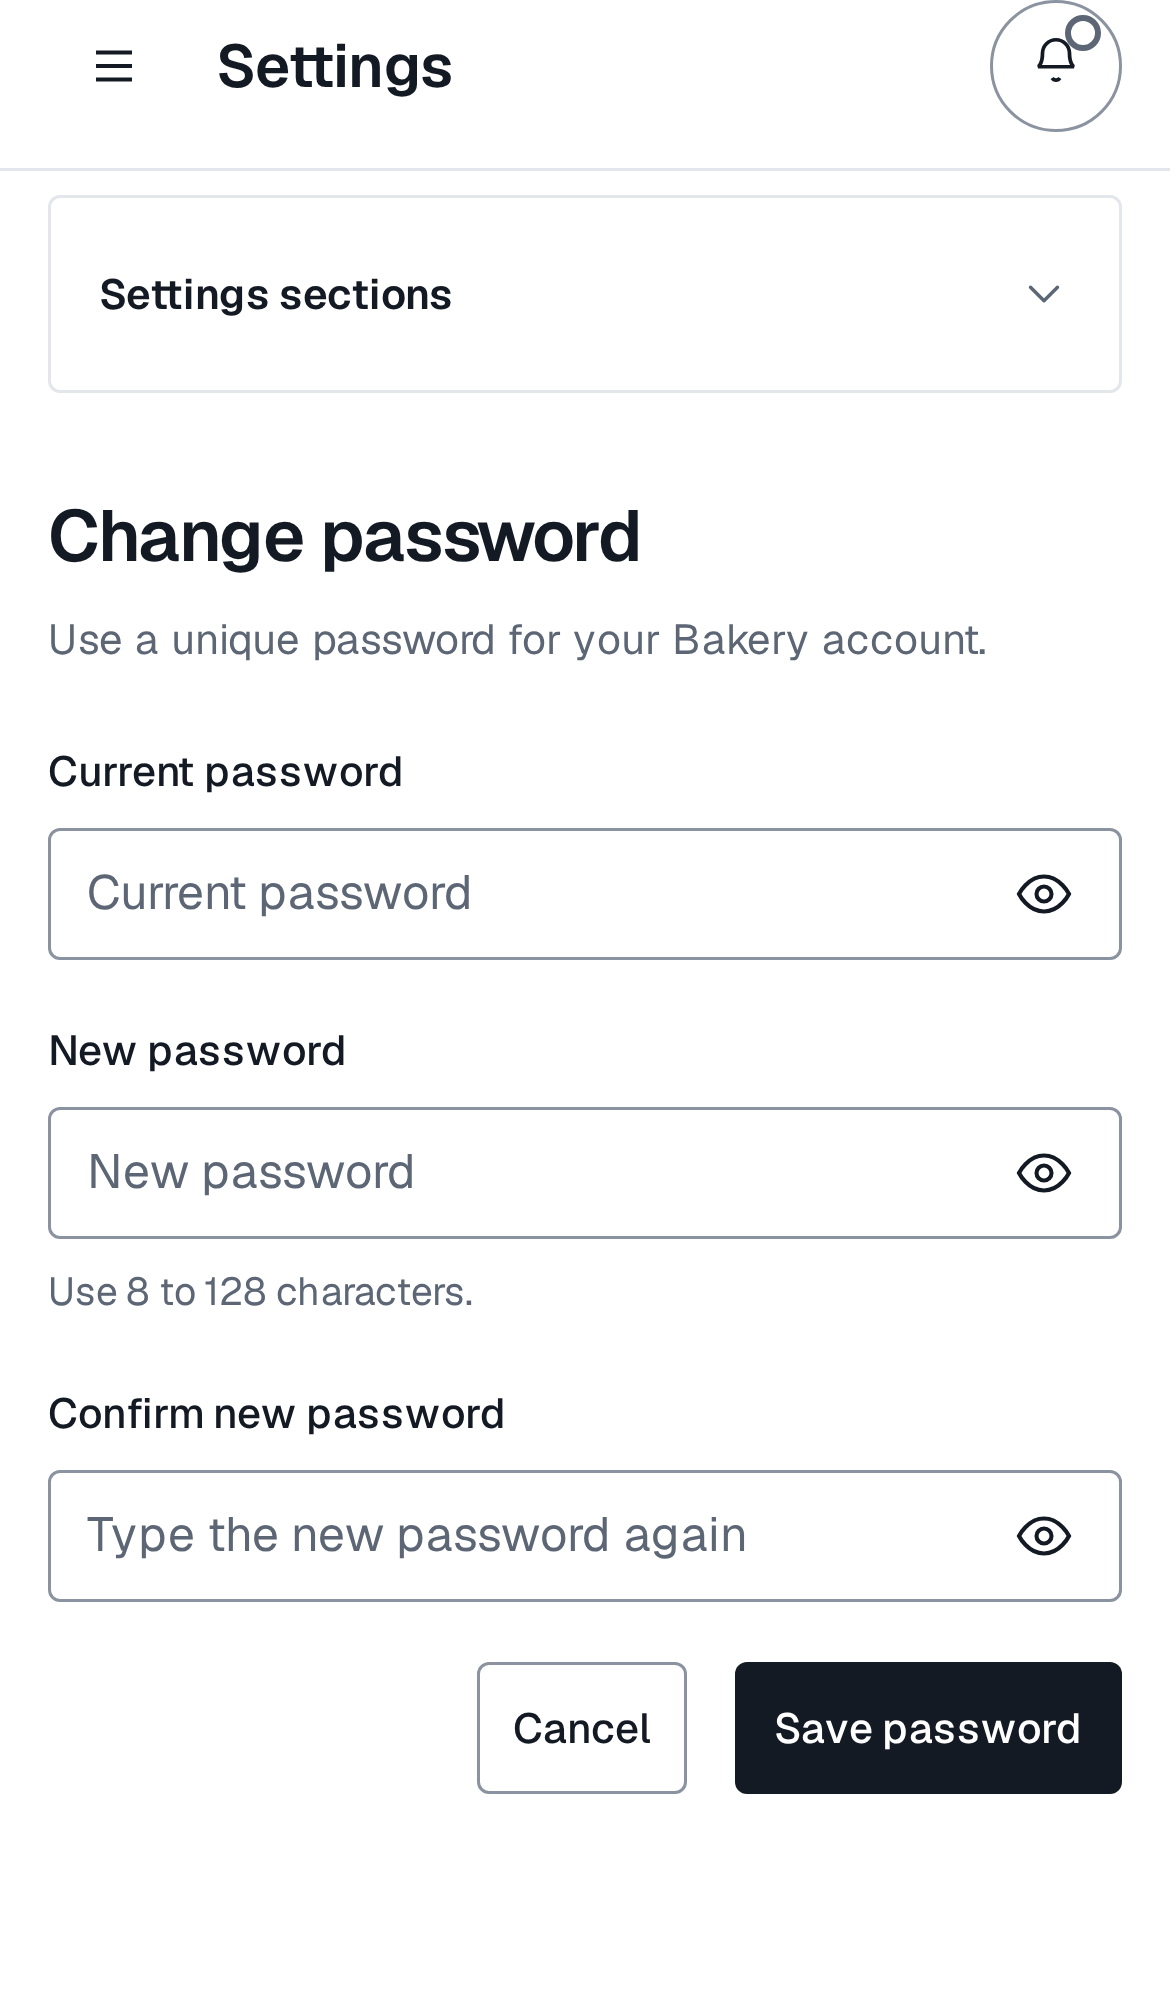 Settings
Settings sections
Change password
Use a unique password for your Bakery account.
Current password
Current password
New password
New password
Use 8 to 128 characters.
Confirm new password
Type the new password again
Cancel
Save password